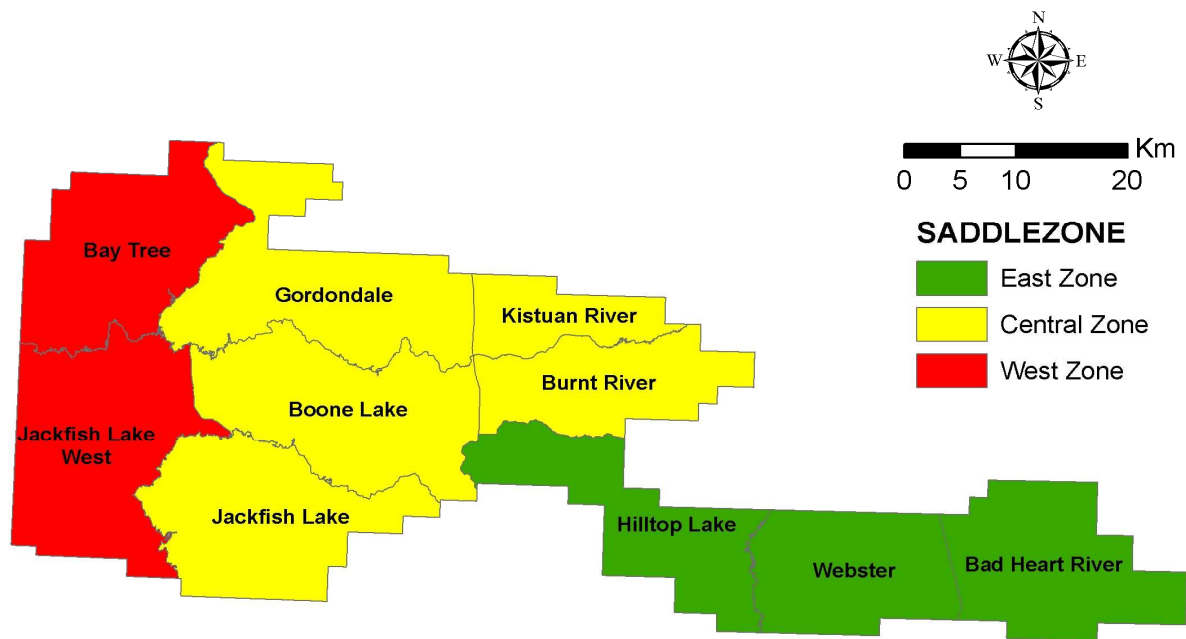 N
W E
S
Km
0 5 10 20
SADDLEZONE
East Zone
Central Zone
West Zone
Bay Tree
Gordondale
Kistuan River
Burnt River
Boone Lake
Jackfish Lake
West
Jackfish Lake
Hilltop Lake
Webster
Bad Heart River